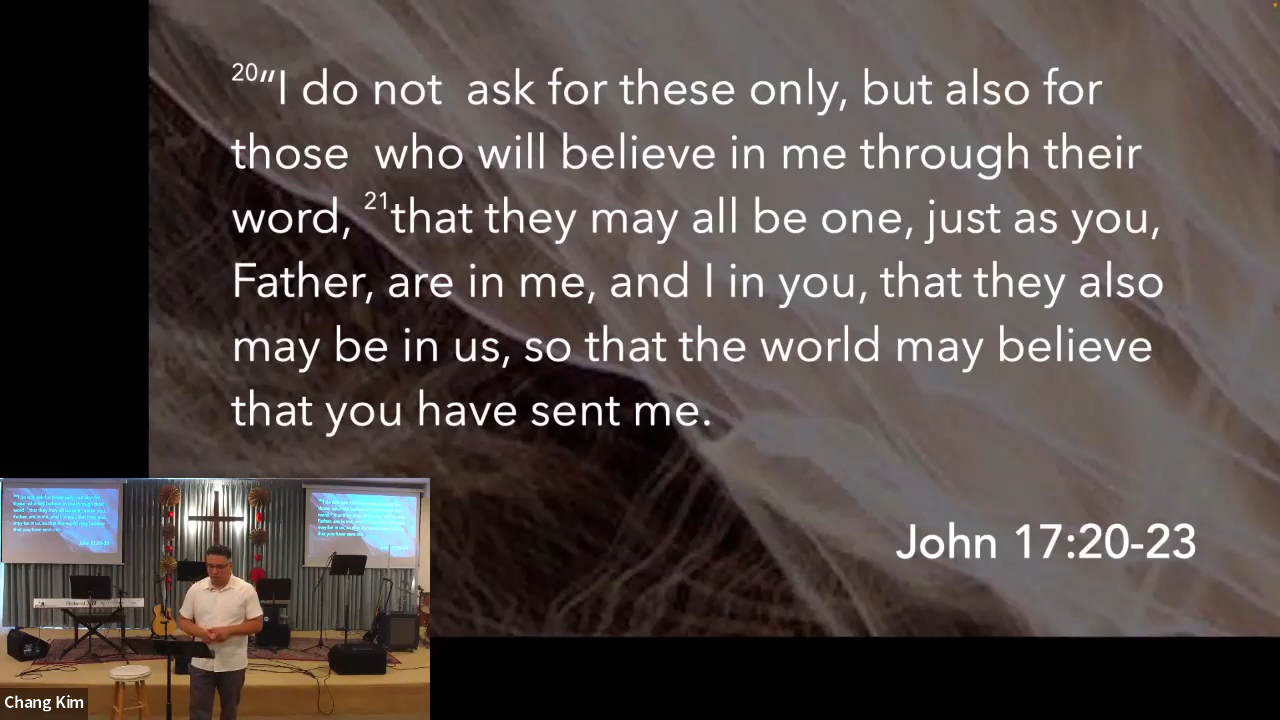 20“I do not  ask for these only, but also for
those  who will believe in me through their
word, 21that they may all be one, just as you,
Father, are in me, and I in you, that they also
may be in us, so that the world may believe
that you have sent me.
John 17:20-23
Chang Kim